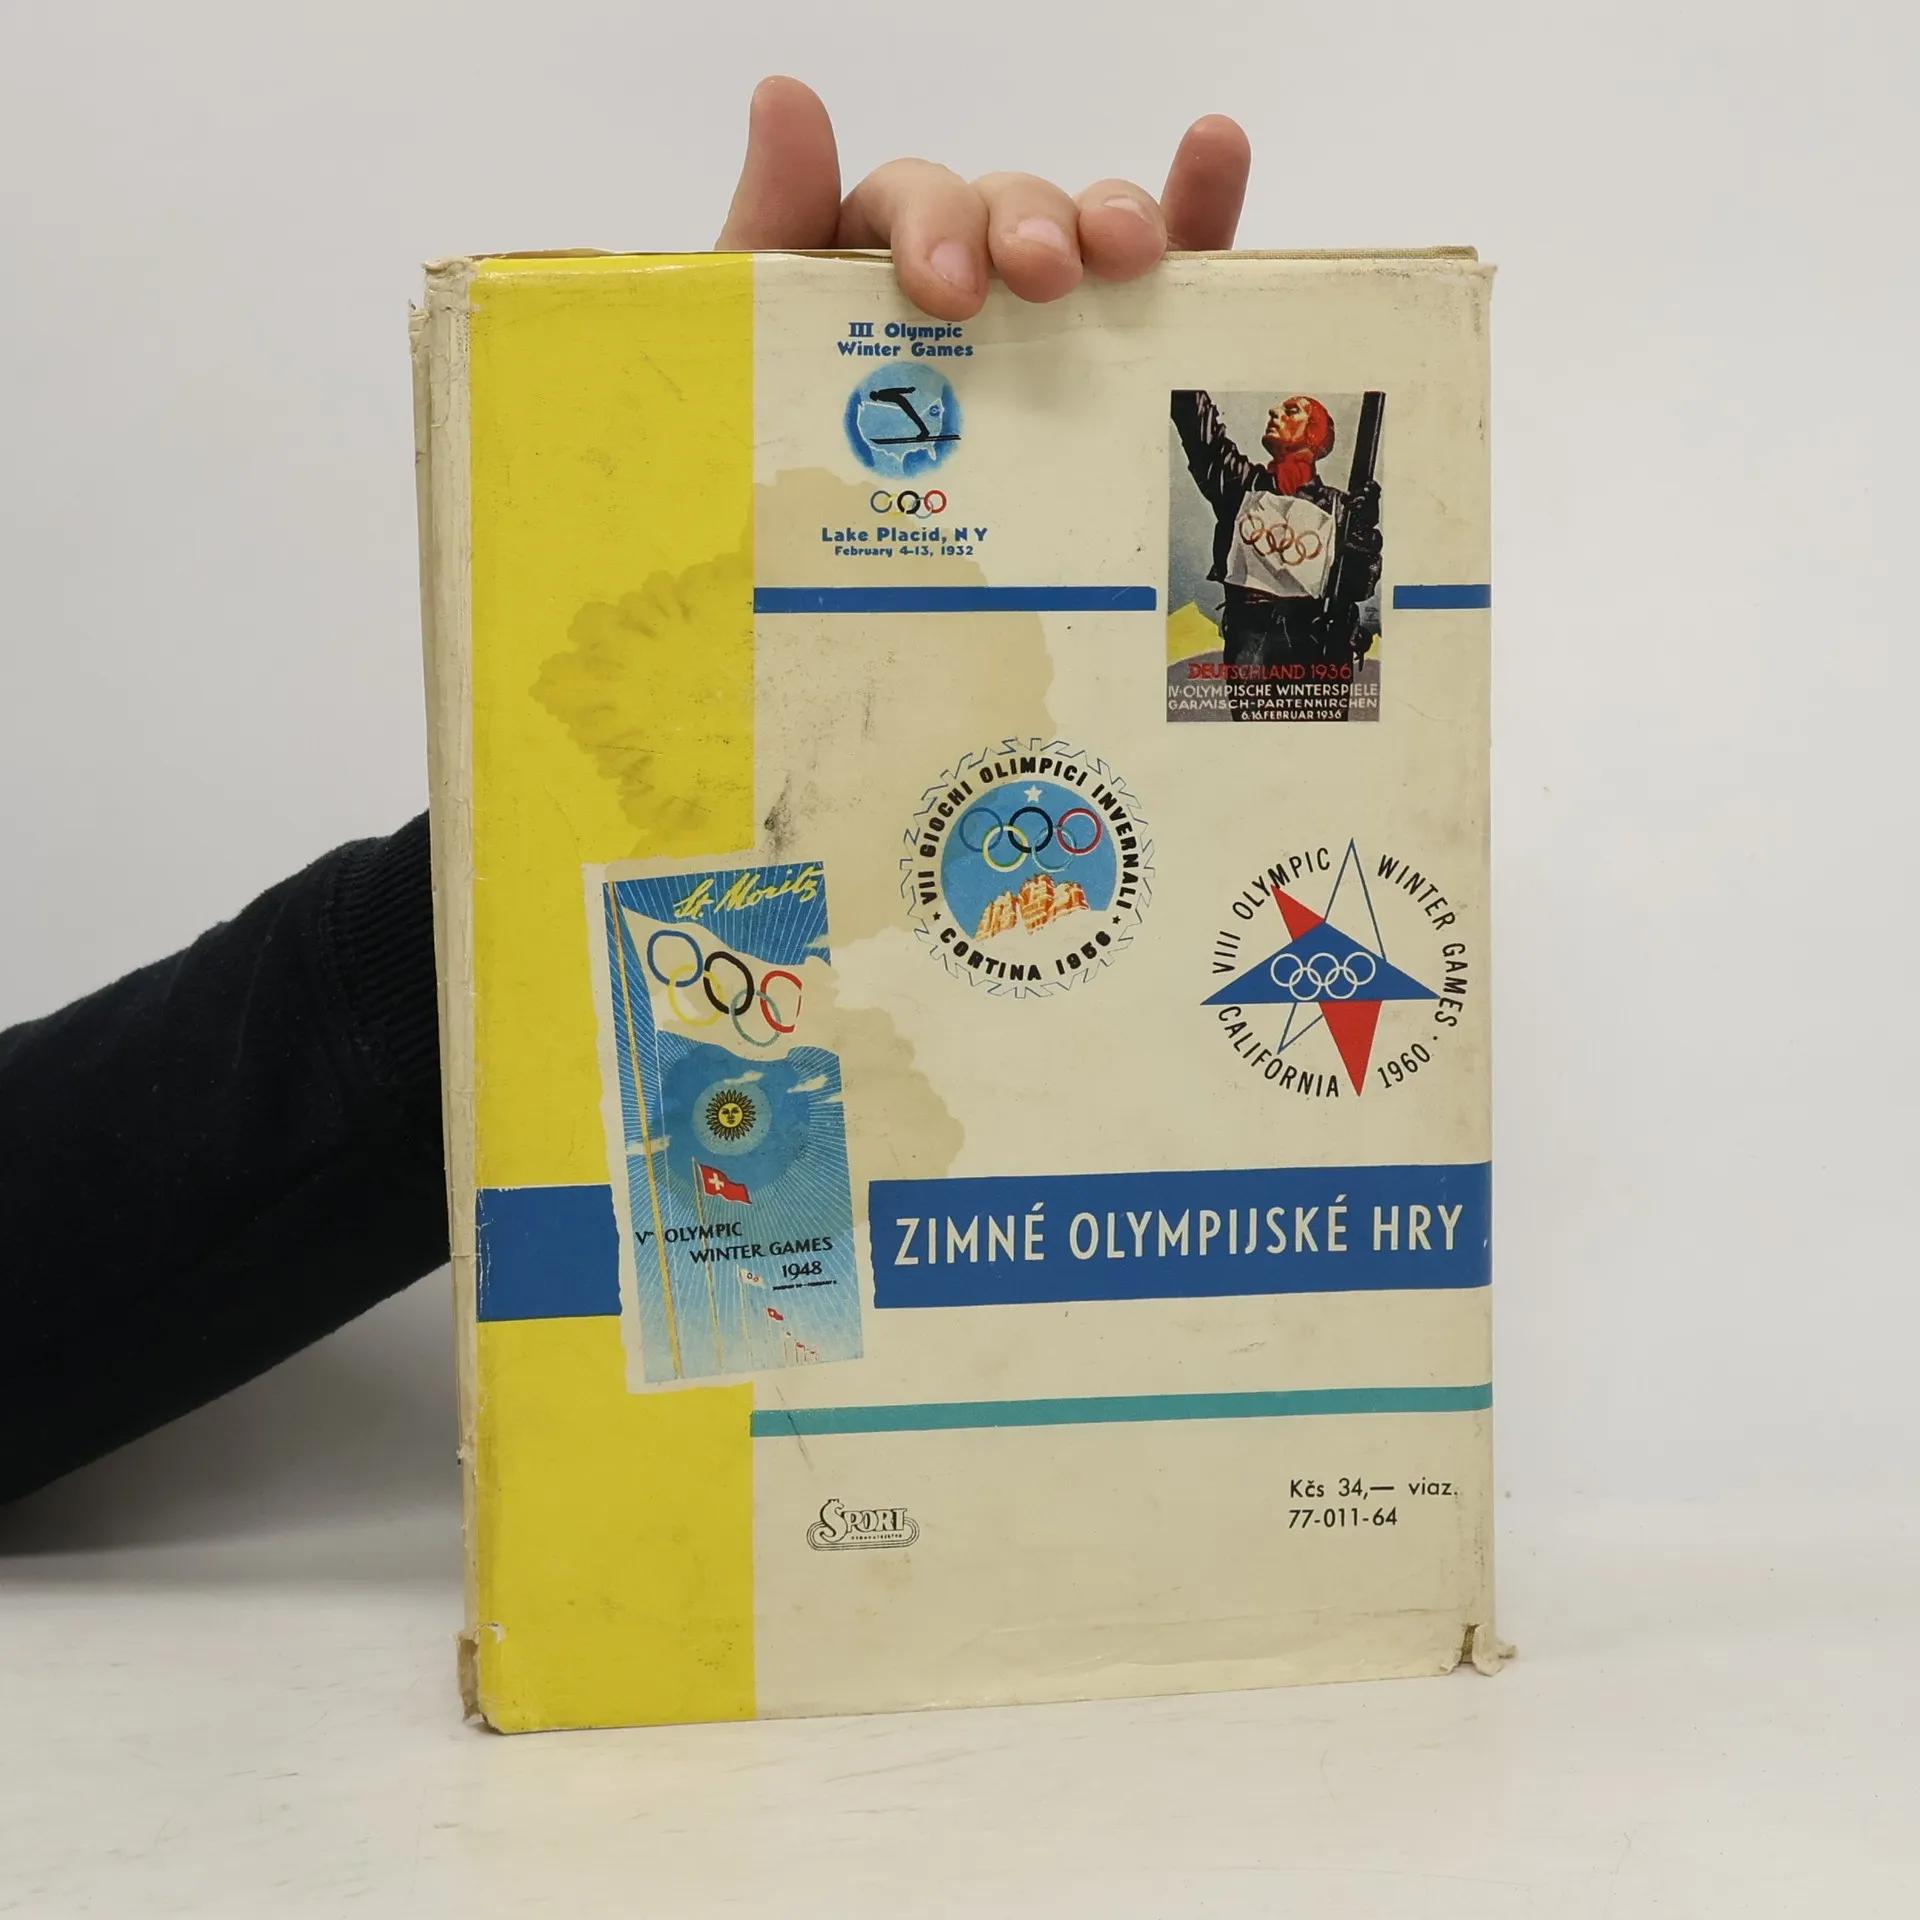 III Olympic
Winter Games
Lake Placid, N Y
February 4-13, 1932
DEUTSCHLAND 1936
IV·OLYMPISCHE WINTERSPIELE
GARMISCH-PARTENKIRCHEN
6.16.FEBRUAR 1936
VII GIOCHI OLIMPICI INVERNALI
★ CORTINA 1956 ★
VIII OLYMPIC WINTER GAMES ·
CALIFORNIA 1960 ·
St. Moritz
Vᵗʰ OLYMPIC
WINTER GAMES
1948
ZIMNÉ OLYMPIJSKÉ HRY
Kčs 34,— viaz.
77-011-64
ŠPORT